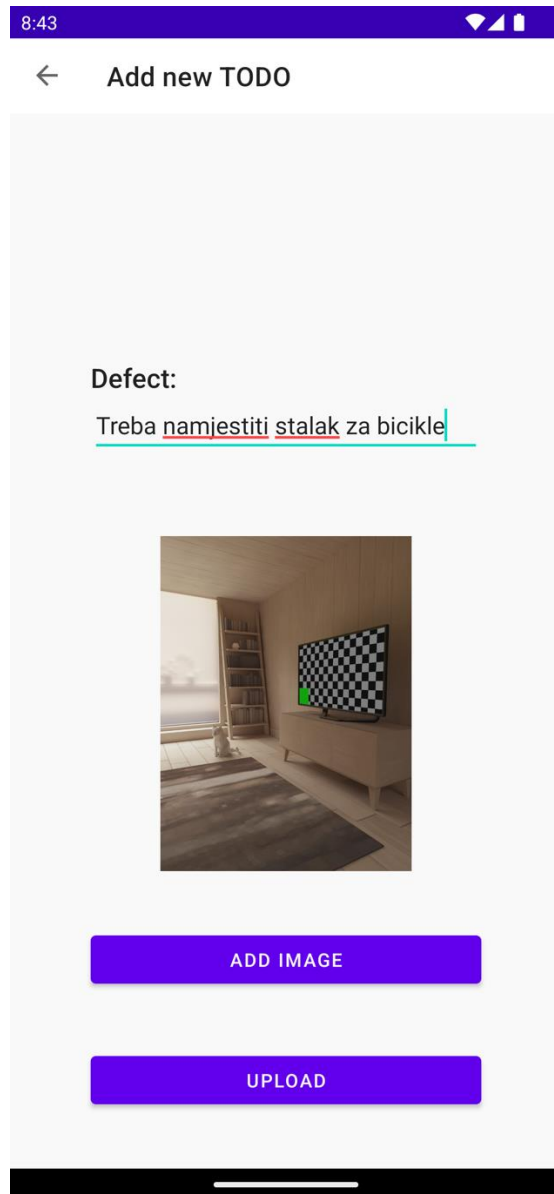 8:43
Add new TODO
Defect:
Treba namjestiti stalak za bicikle
ADD IMAGE
UPLOAD